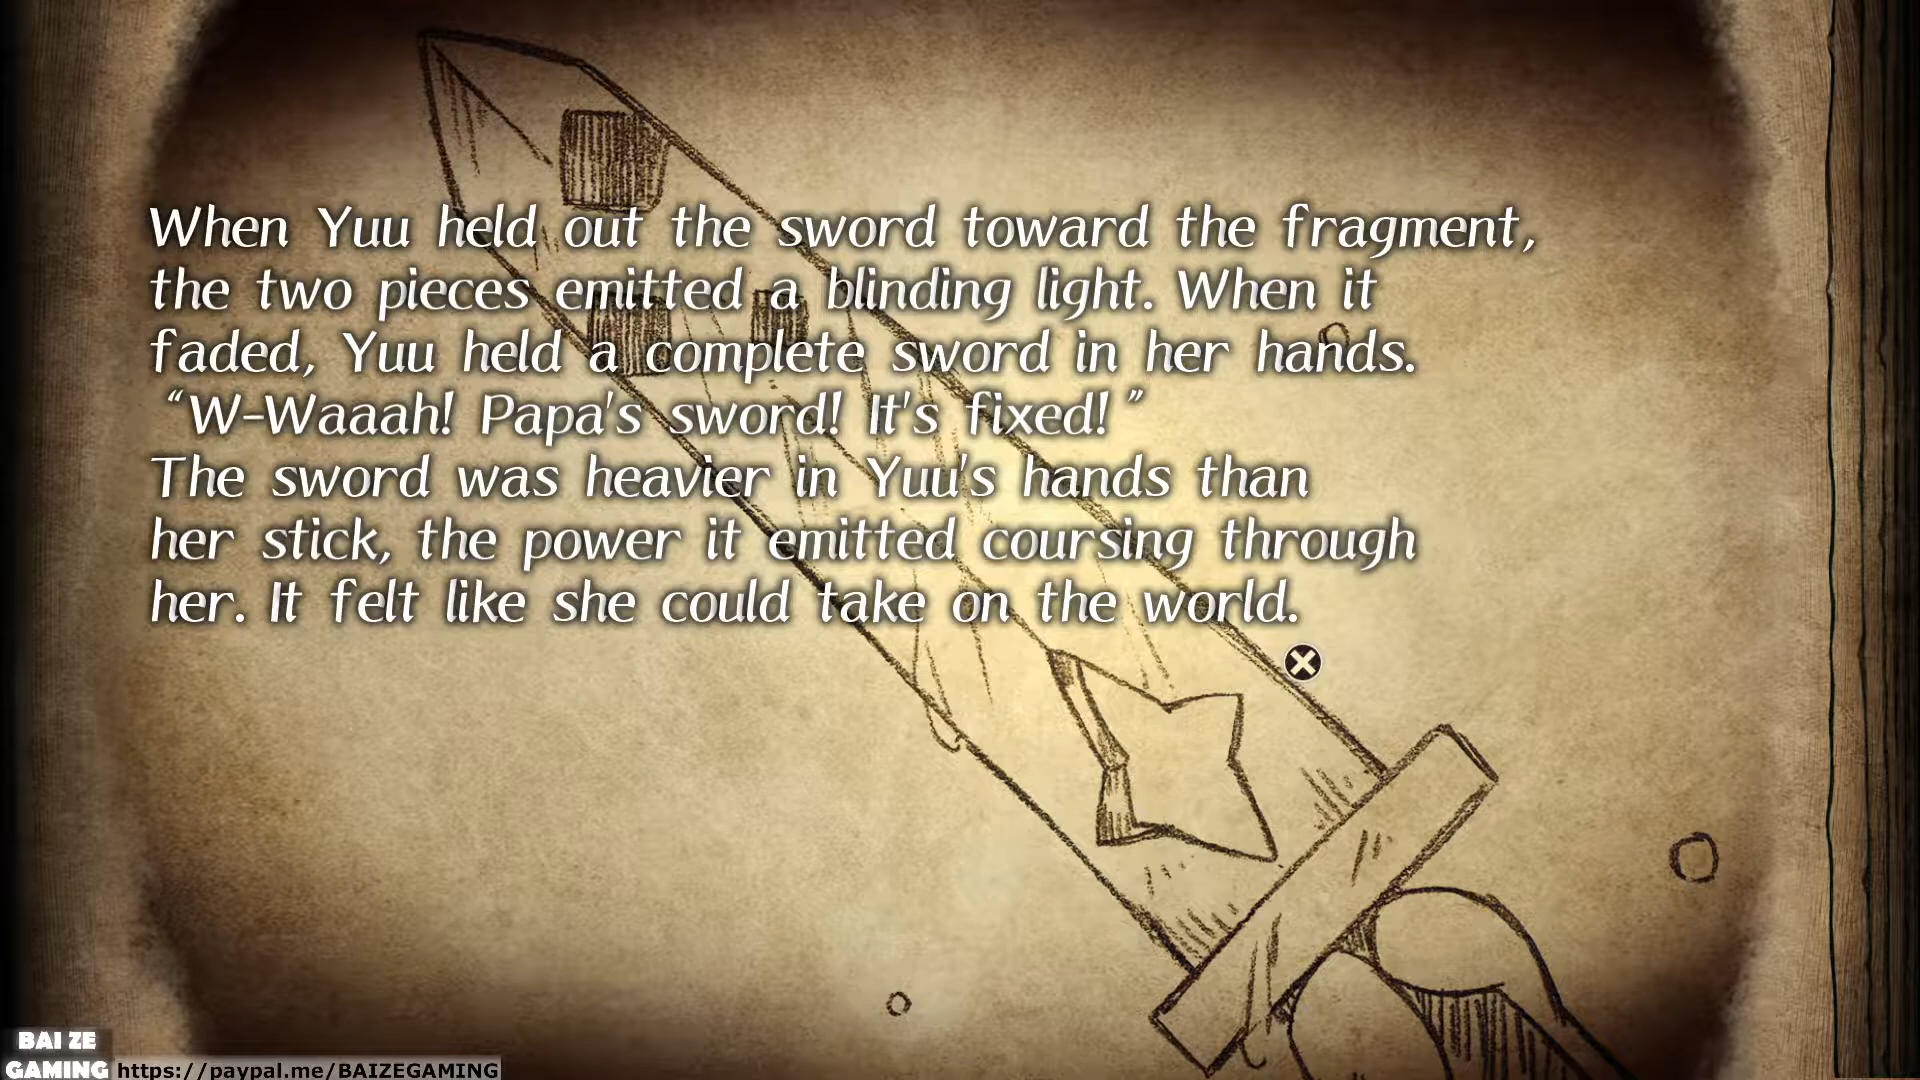 When Yuu held out the sword toward the fragment,
the two pieces emitted a blinding light. When it
faded, Yuu held a complete sword in her hands.
“W-Waaah! Papa's sword! It's fixed!”
The sword was heavier in Yuu's hands than
her stick, the power it emitted coursing through
her. It felt like she could take on the world.
BAI ZE
GAMING https://paypal.me/BAIZEGAMING